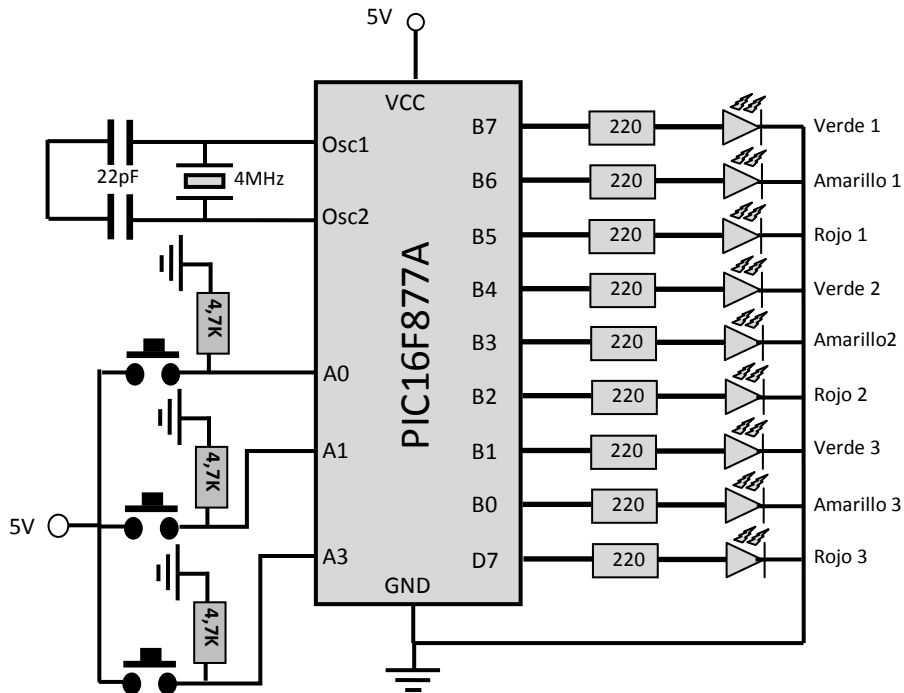 5V
VCC
Osc1
22pF
4MHz
Osc2
4,7K
A0
4,7K
A1
5V
A3
4,7K
GND
PIC16F877A
B7
220
Verde 1
B6
220
Amarillo 1
B5
220
Rojo 1
B4
220
Verde 2
B3
220
Amarillo2
B2
220
Rojo 2
B1
220
Verde 3
B0
220
Amarillo 3
D7
220
Rojo 3